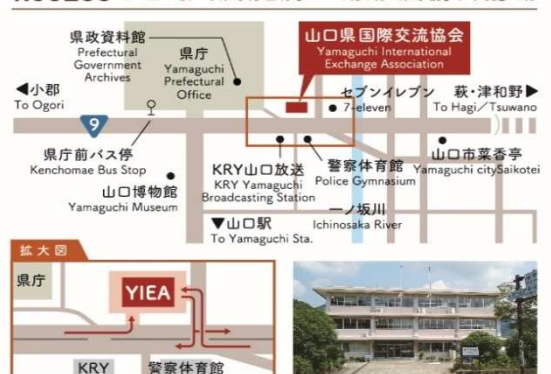 県政資料館
Prefectural
Government
Archives
県庁
Yamaguchi
Prefectural
Office
山口県国際交流協会
Yamaguchi International
Exchange Association
◀小郡
To Ogori
セブンイレブン
7-eleven
萩・津和野▶
To Hagi／Tsuwano
9
県庁前バス停
Kenchomae Bus Stop
山口博物館
Yamaguchi Museum
KRY山口放送
KRY Yamaguchi
Broadcasting Station
警察体育館
Police Gymnasium
山口市菜香亭
Yamaguchi citySaikotei
一ノ坂川
Ichinosaka River
▼山口駅
To Yamaguchi Sta.
拡大図
県庁
YIEA
KRY
警察体育館